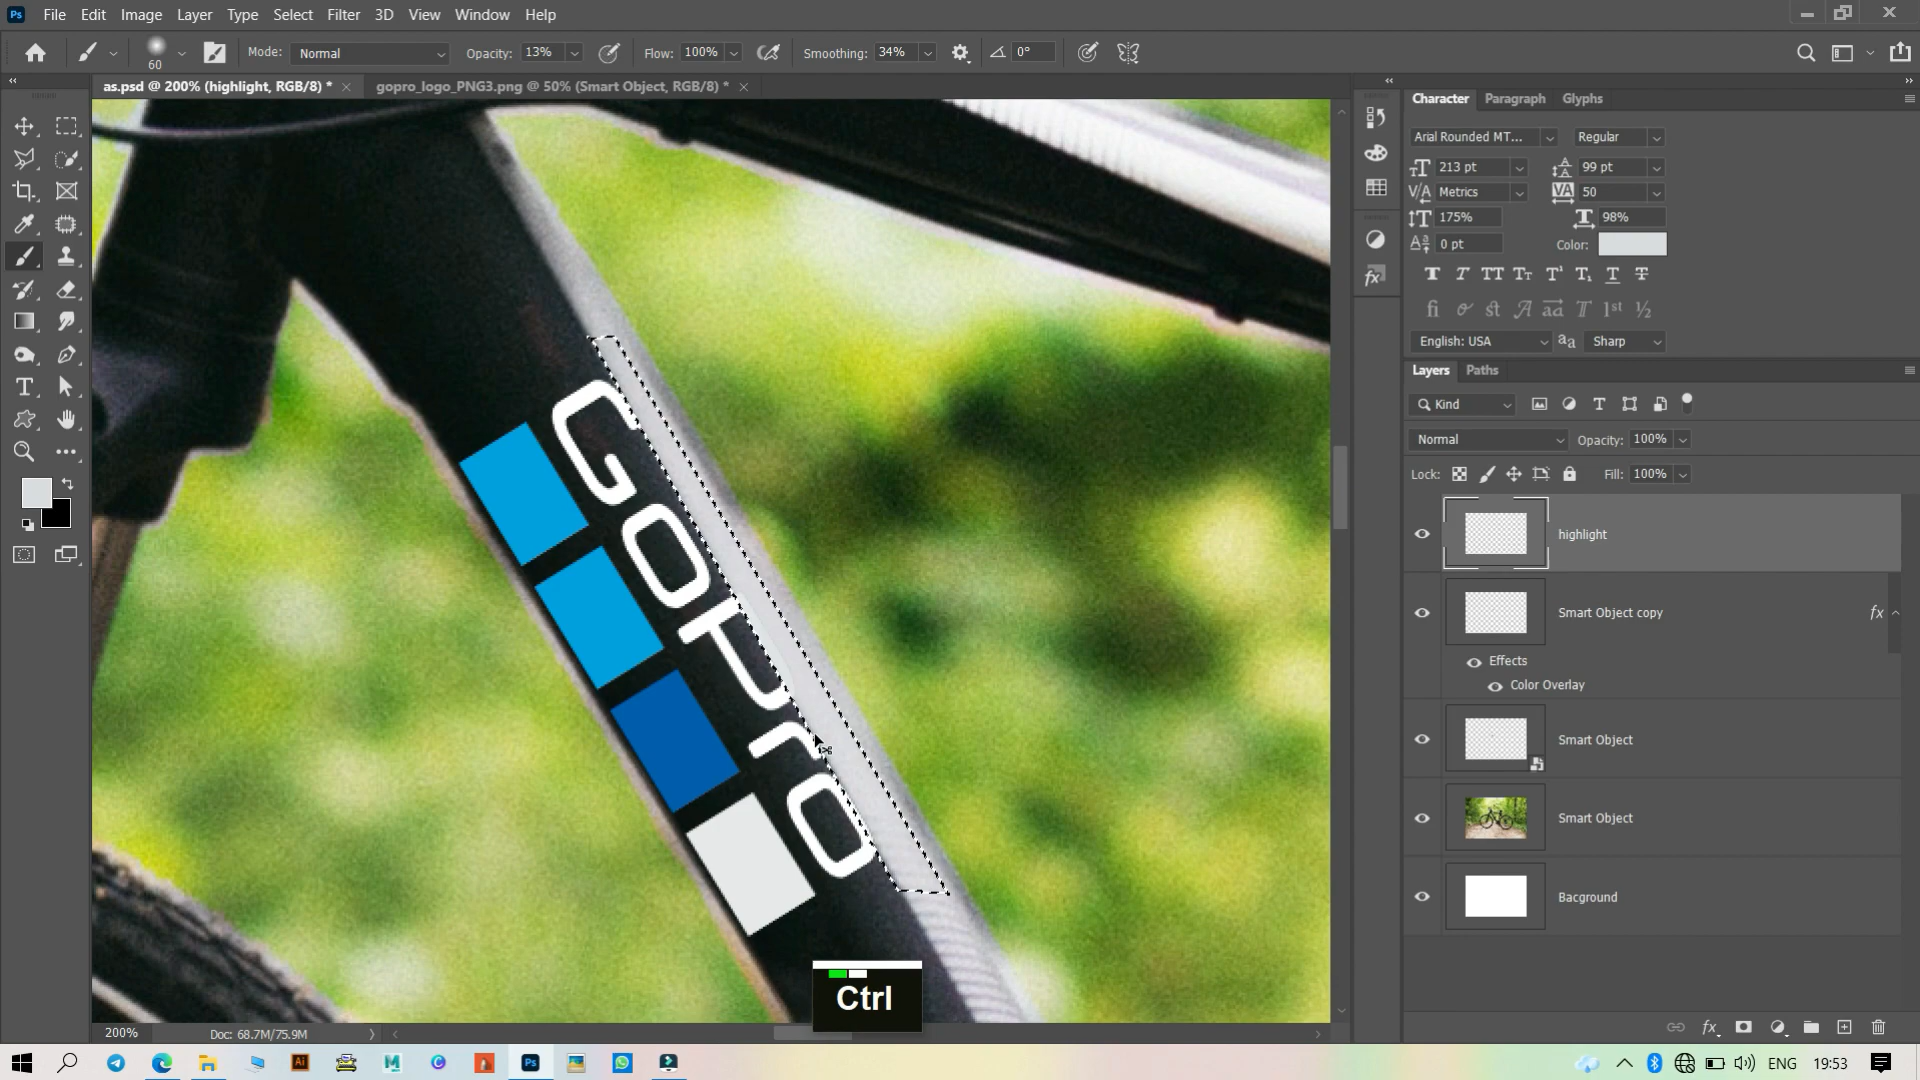 Ps File Edit Image Layer Type Select Filter 3D View Window Help
60 Mode: Normal Opacity: 13% Flow: 100% Smoothing: 34% 0°
as.psd @ 200% (highlight, RGB/8) * gopro_logo_PNG3.png @ 50% (Smart Object, RGB/8) *
Character Paragraph Glyphs
Arial Rounded MT... Regular
213 pt 99 pt
Metrics 50
175% 98%
0 pt Color:
English: USA aa Sharp
Layers Paths
Kind
Normal Opacity: 100%
Lock: Fill: 100%
highlight
Smart Object copy fx
Effects
Color Overlay
Smart Object
Smart Object
Bacground
GoPro
Ctrl
200% Doc: 68.7M/75.9M
ENG 19:53